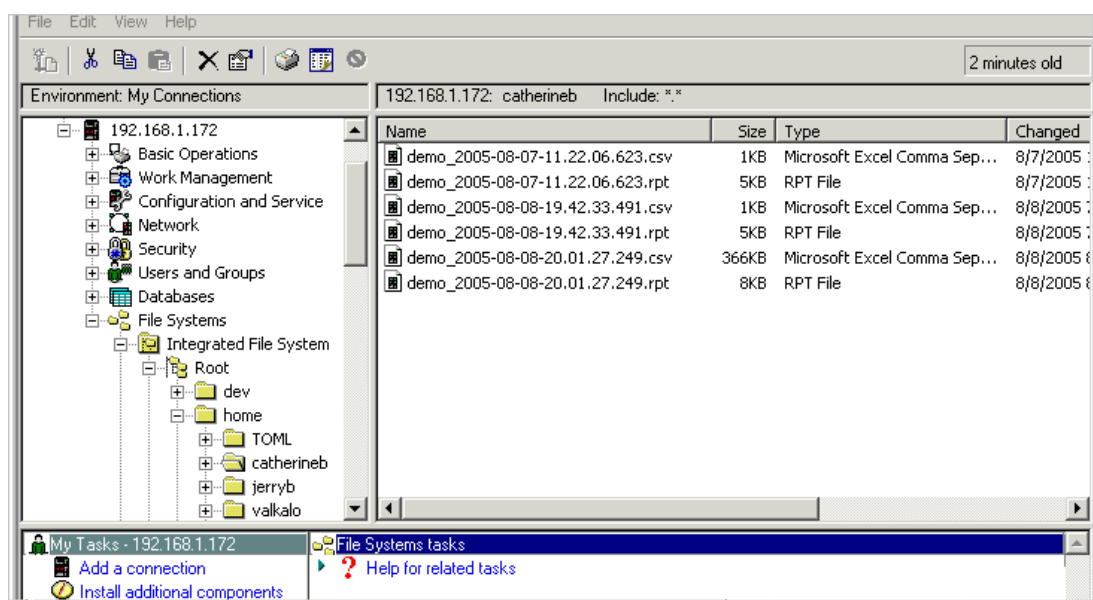 File Edit View Help
2 minutes old
Environment: My Connections
192.168.1.172: catherineb Include: *.*
192.168.1.172
Basic Operations
Work Management
Configuration and Service
Network
Security
Users and Groups
Databases
File Systems
Integrated File System
Root
dev
home
TOML
catherineb
jerryb
valkalo
Name Size Type Changed
demo_2005-08-07-11.22.06.623.csv 1KB Microsoft Excel Comma Sep... 8/7/2005
demo_2005-08-07-11.22.06.623.rpt 5KB RPT File 8/7/2005
demo_2005-08-08-19.42.33.491.csv 1KB Microsoft Excel Comma Sep... 8/8/2005
demo_2005-08-08-19.42.33.491.rpt 5KB RPT File 8/8/2005
demo_2005-08-08-20.01.27.249.csv 366KB Microsoft Excel Comma Sep... 8/8/2005
demo_2005-08-08-20.01.27.249.rpt 8KB RPT File 8/8/2005
My Tasks - 192.168.1.172
Add a connection
Install additional components
File Systems tasks
Help for related tasks